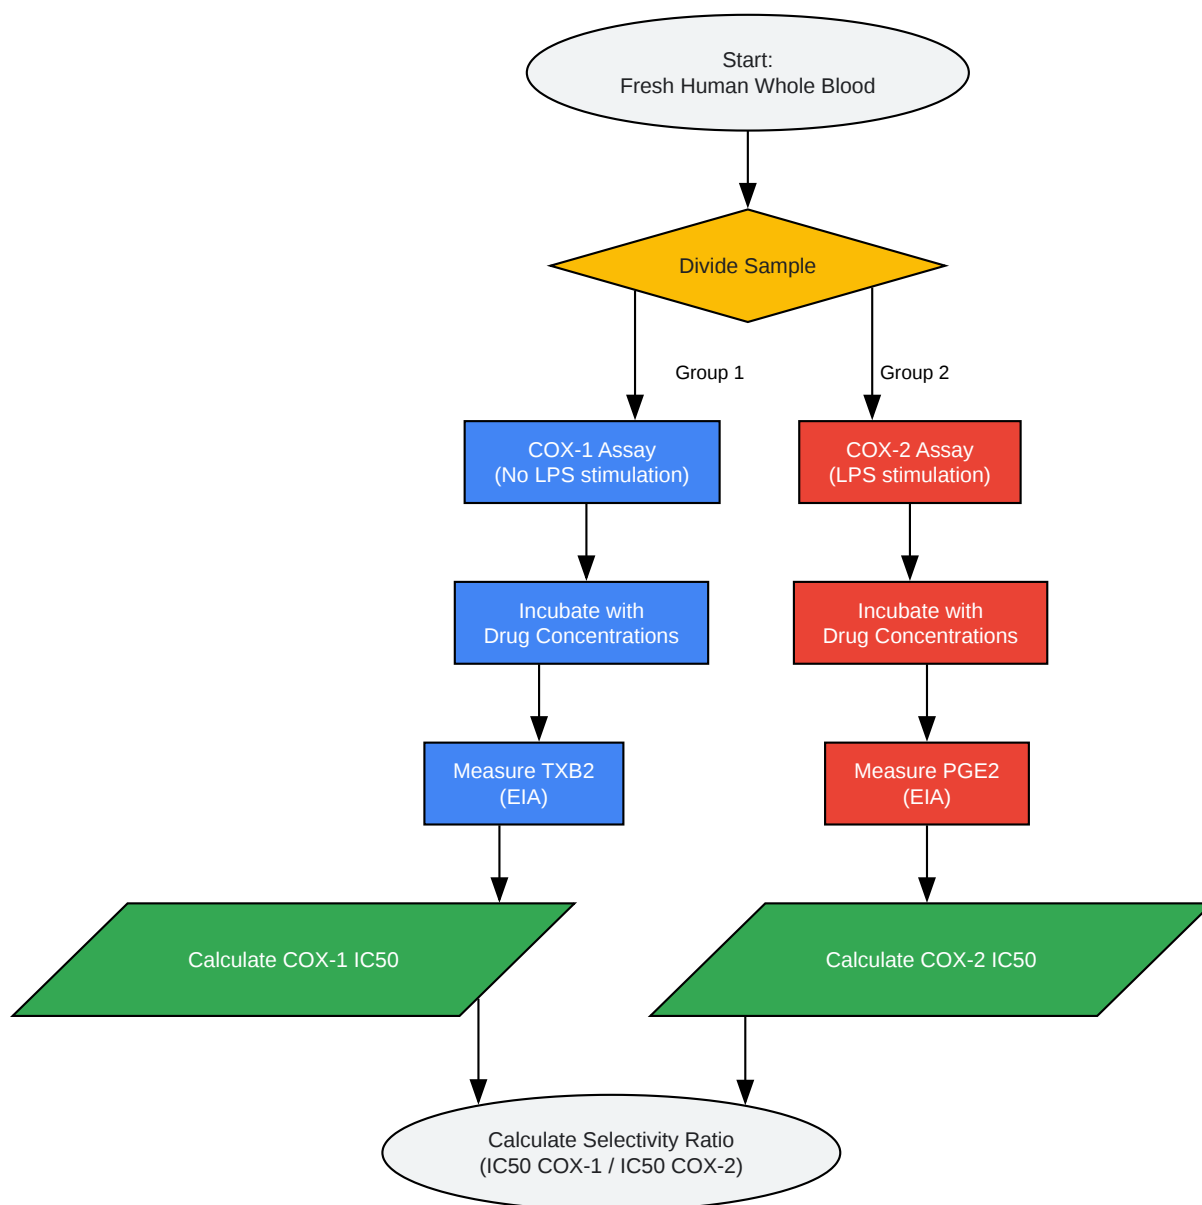 Start:
Fresh Human Whole Blood
Divide Sample
Group 1
Group 2
COX-1 Assay
(No LPS stimulation)
COX-2 Assay
(LPS stimulation)
Incubate with
Drug Concentrations
Incubate with
Drug Concentrations
Measure TXB2
(EIA)
Measure PGE2
(EIA)
Calculate COX-1 IC50
Calculate COX-2 IC50
Calculate Selectivity Ratio
(IC50 COX-1 / IC50 COX-2)